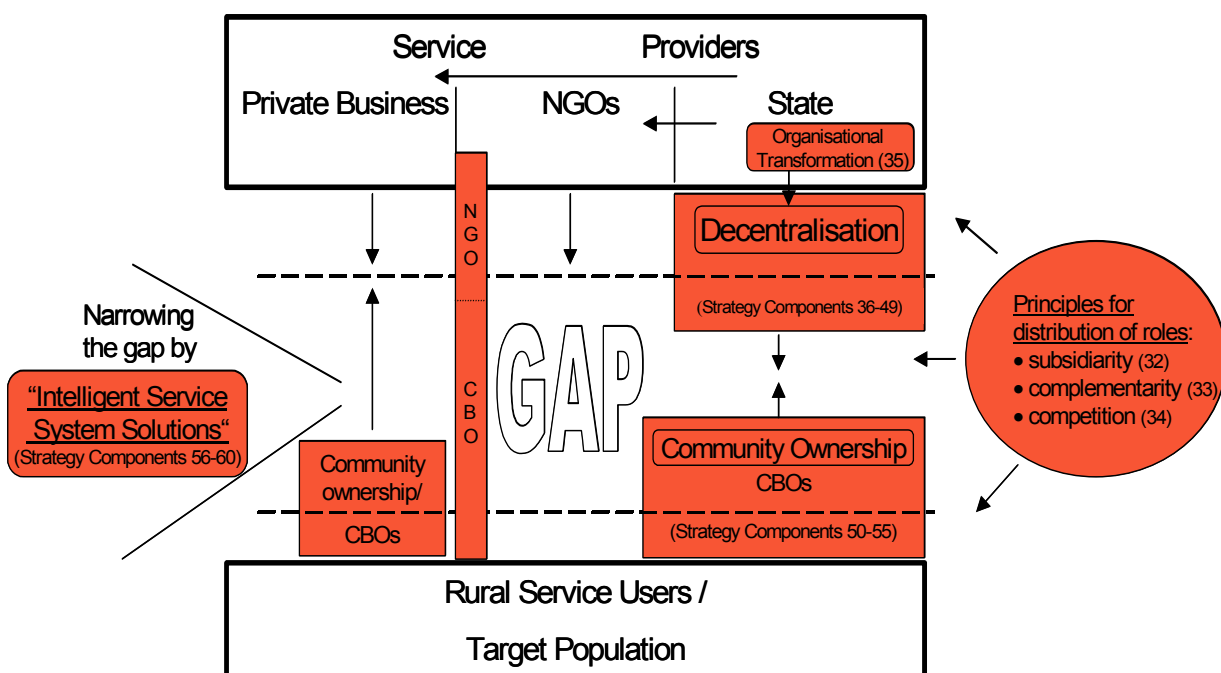 Service Providers
Private Business NGOs State
Organisational
Transformation (35)
N
G
O
C
B
O
Decentralisation
(Strategy Components 36-49)
GAP
Narrowing
the gap by
“Intelligent Service
System Solutions“
(Strategy Components 56-60)
Community
ownership/
CBOs
Community Ownership
CBOs
(Strategy Components 50-55)
Principles for
distribution of roles:
• subsidiarity (32)
• complementarity (33)
• competition (34)
Rural Service Users /
Target Population